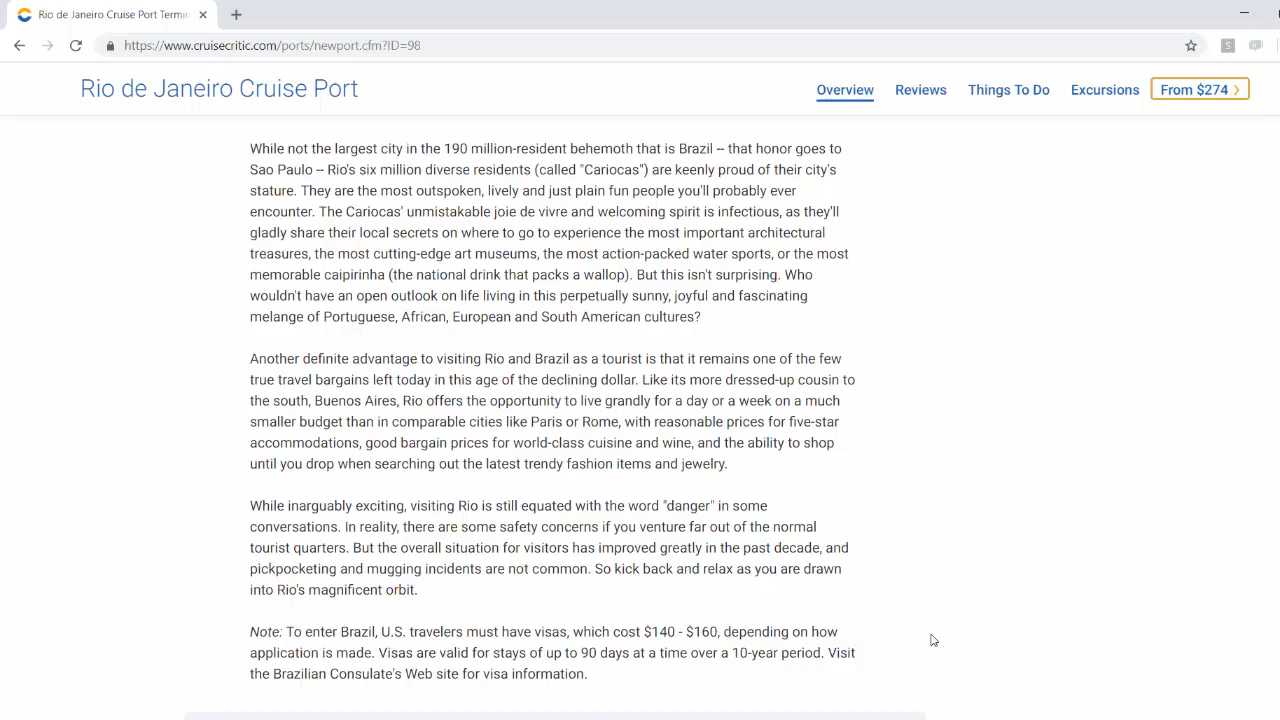 Rio de Janeiro Cruise Port Termin
https://www.cruisecritic.com/ports/newport.cfm?ID=98
Rio de Janeiro Cruise Port
Overview Reviews Things To Do Excursions From $274 >
While not the largest city in the 190 million-resident behemoth that is Brazil -- that honor goes to
Sao Paulo -- Rio's six million diverse residents (called "Cariocas") are keenly proud of their city's
stature. They are the most outspoken, lively and just plain fun people you'll probably ever
encounter. The Cariocas' unmistakable joie de vivre and welcoming spirit is infectious, as they'll
gladly share their local secrets on where to go to experience the most important architectural
treasures, the most cutting-edge art museums, the most action-packed water sports, or the most
memorable caipirinha (the national drink that packs a wallop). But this isn't surprising. Who
wouldn't have an open outlook on life living in this perpetually sunny, joyful and fascinating
melange of Portuguese, African, European and South American cultures?
Another definite advantage to visiting Rio and Brazil as a tourist is that it remains one of the few
true travel bargains left today in this age of the declining dollar. Like its more dressed-up cousin to
the south, Buenos Aires, Rio offers the opportunity to live grandly for a day or a week on a much
smaller budget than in comparable cities like Paris or Rome, with reasonable prices for five-star
accommodations, good bargain prices for world-class cuisine and wine, and the ability to shop
until you drop when searching out the latest trendy fashion items and jewelry.
While inarguably exciting, visiting Rio is still equated with the word "danger" in some
conversations. In reality, there are some safety concerns if you venture far out of the normal
tourist quarters. But the overall situation for visitors has improved greatly in the past decade, and
pickpocketing and mugging incidents are not common. So kick back and relax as you are drawn
into Rio's magnificent orbit.
Note: To enter Brazil, U.S. travelers must have visas, which cost $140 - $160, depending on how
application is made. Visas are valid for stays of up to 90 days at a time over a 10-year period. Visit
the Brazilian Consulate's Web site for visa information.